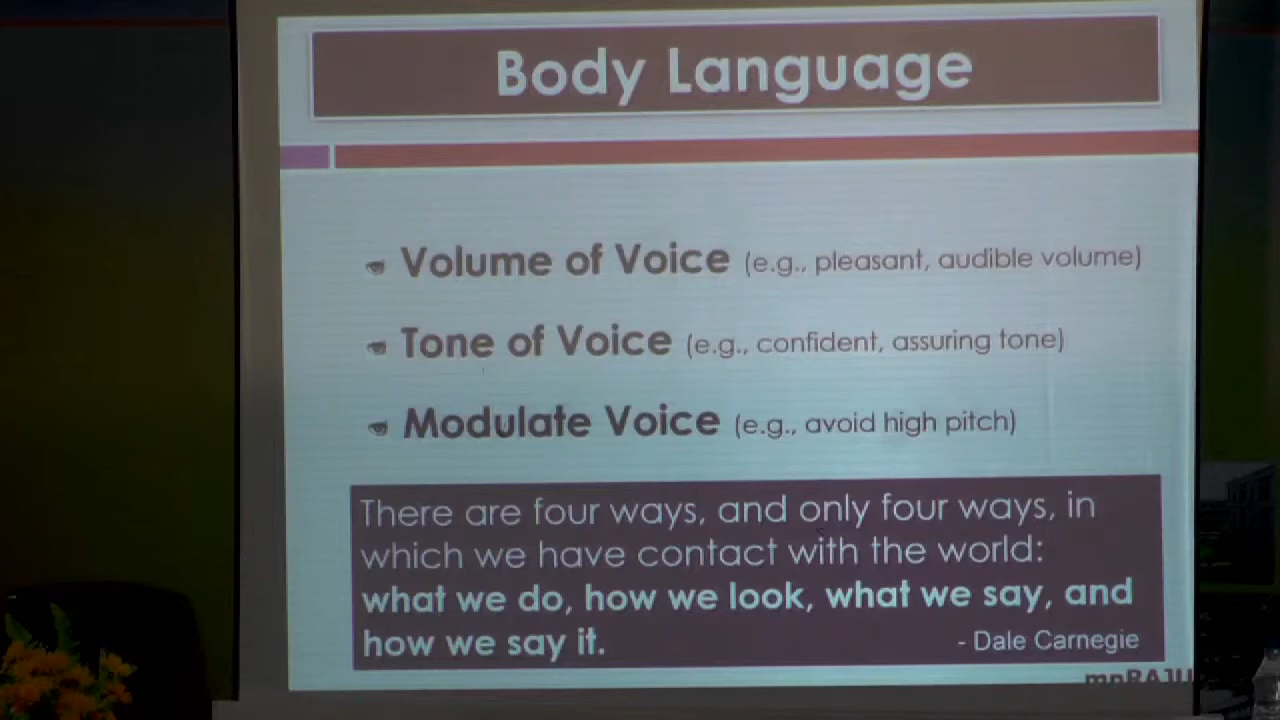 Body Language
Volume of Voice (e.g., pleasant, audible volume)
Tone of Voice (e.g., confident, assuring tone)
Modulate Voice (e.g., avoid high pitch)
There are four ways, and only four ways, in
which we have contact with the world:
what we do, how we look, what we say, and
how we say it.
- Dale Carnegie